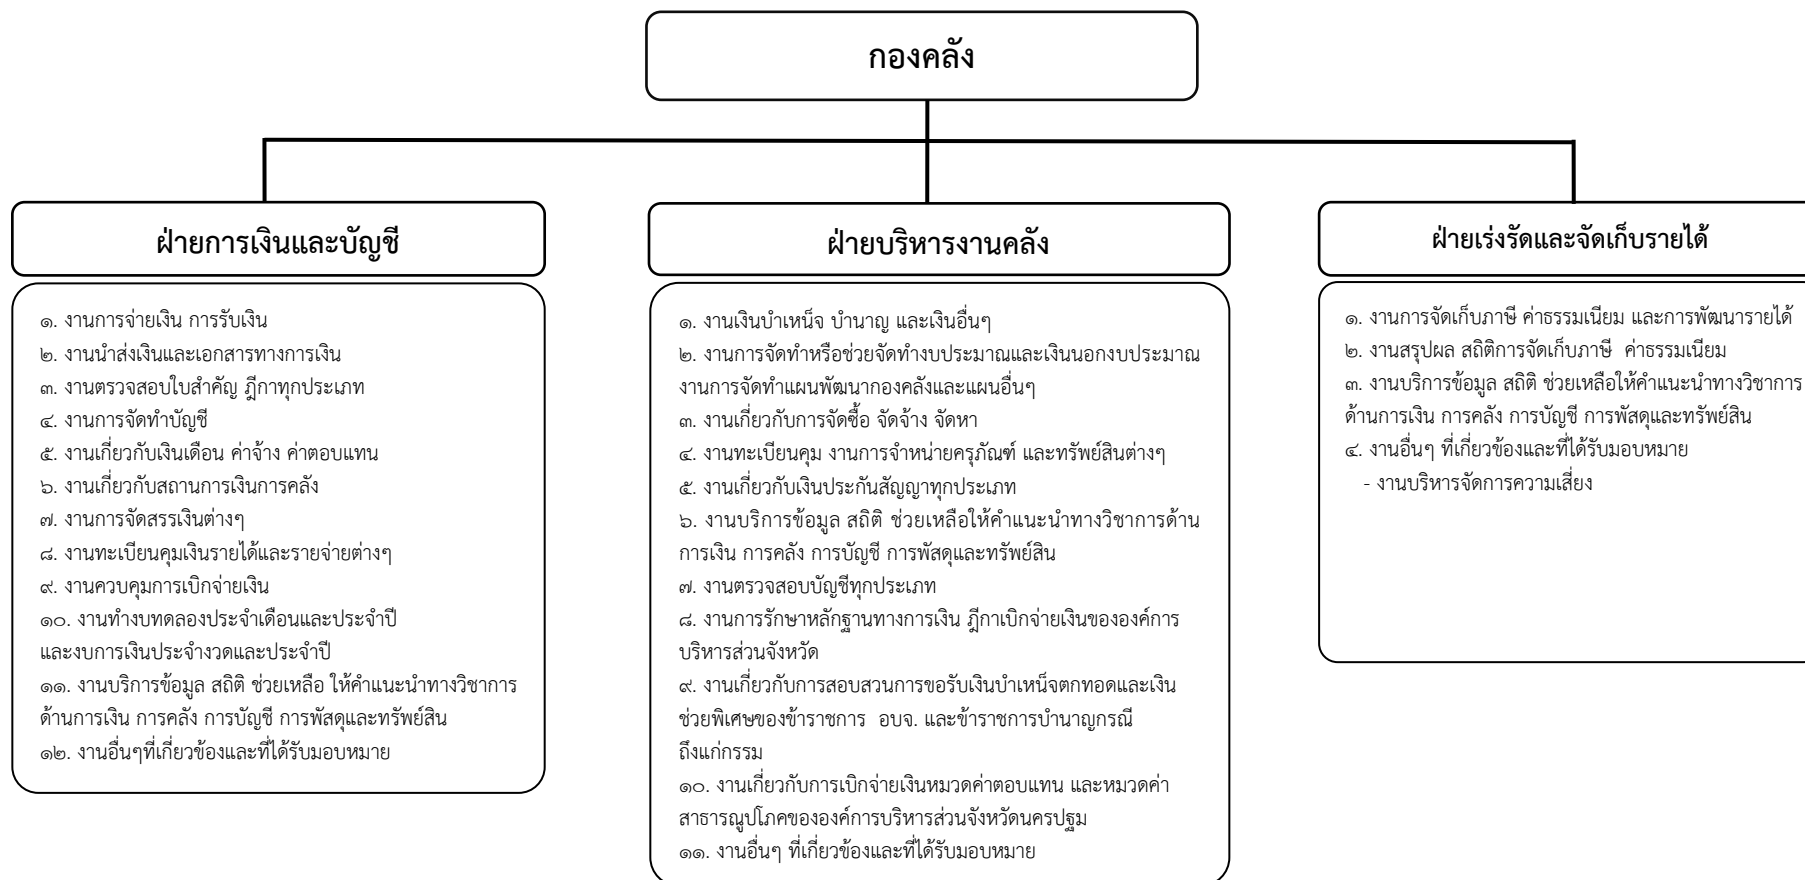 กองคลัง
ฝ่ายการเงินและบัญชี
๑. งานการจ่ายเงิน การรับเงิน
๒. งานนำส่งเงินและเอกสารทางการเงิน
๓. งานตรวจสอบใบสำคัญ ฎีกาทุกประเภท
๔. งานการจัดทำบัญชี
๕. งานเกี่ยวกับเงินเดือน ค่าจ้าง ค่าตอบแทน
๖. งานเกี่ยวกับสถานการเงินการคลัง
๗. งานการจัดสรรเงินต่างๆ
๘. งานทะเบียนคุมเงินรายได้และรายจ่ายต่างๆ
๙. งานควบคุมการเบิกจ่ายเงิน
๑๐. งานทำงบทดลองประจำเดือนและประจำปี
และงบการเงินประจำงวดและประจำปี
๑๑. งานบริการข้อมูล สถิติ ช่วยเหลือ ให้คำแนะนำทางวิชาการ
ด้านการเงิน การคลัง การบัญชี การพัสดุและทรัพย์สิน
๑๒. งานอื่นๆที่เกี่ยวข้องและที่ได้รับมอบหมาย
ฝ่ายบริหารงานคลัง
๑. งานเงินบำเหน็จ บำนาญ และเงินอื่นๆ
๒. งานการจัดทำหรือช่วยจัดทำงบประมาณและเงินนอกงบประมาณ
งานการจัดทำแผนพัฒนากองคลังและแผนอื่นๆ
๓. งานเกี่ยวกับการจัดซื้อ จัดจ้าง จัดหา
๔. งานทะเบียนคุม งานการจำหน่ายครุภัณฑ์ และทรัพย์สินต่างๆ
๕. งานเกี่ยวกับเงินประกันสัญญาทุกประเภท
๖. งานบริการข้อมูล สถิติ ช่วยเหลือให้คำแนะนำทางวิชาการด้าน
การเงิน การคลัง การบัญชี การพัสดุและทรัพย์สิน
๗. งานตรวจสอบบัญชีทุกประเภท
๘. งานการรักษาหลักฐานทางการเงิน ฎีกาเบิกจ่ายเงินขององค์การ
บริหารส่วนจังหวัด
๙. งานเกี่ยวกับการสอบสวนการขอรับเงินบำเหน็จตกทอดและเงิน
ช่วยพิเศษของข้าราชการ อบจ. และข้าราชการบำนาญกรณี
ถึงแก่กรรม
๑๐. งานเกี่ยวกับการเบิกจ่ายเงินหมวดค่าตอบแทน และหมวดค่า
สาธารณูปโภคขององค์การบริหารส่วนจังหวัดนครปฐม
๑๑. งานอื่นๆ ที่เกี่ยวข้องและที่ได้รับมอบหมาย
ฝ่ายเร่งรัดและจัดเก็บรายได้
๑. งานการจัดเก็บภาษี ค่าธรรมเนียม และการพัฒนารายได้
๒. งานสรุปผล สถิติการจัดเก็บภาษี ค่าธรรมเนียม
๓. งานบริการข้อมูล สถิติ ช่วยเหลือให้คำแนะนำทางวิชาการ
ด้านการเงิน การคลัง การบัญชี การพัสดุและทรัพย์สิน
๔. งานอื่นๆ ที่เกี่ยวข้องและที่ได้รับมอบหมาย
- งานบริหารจัดการความเสี่ยง